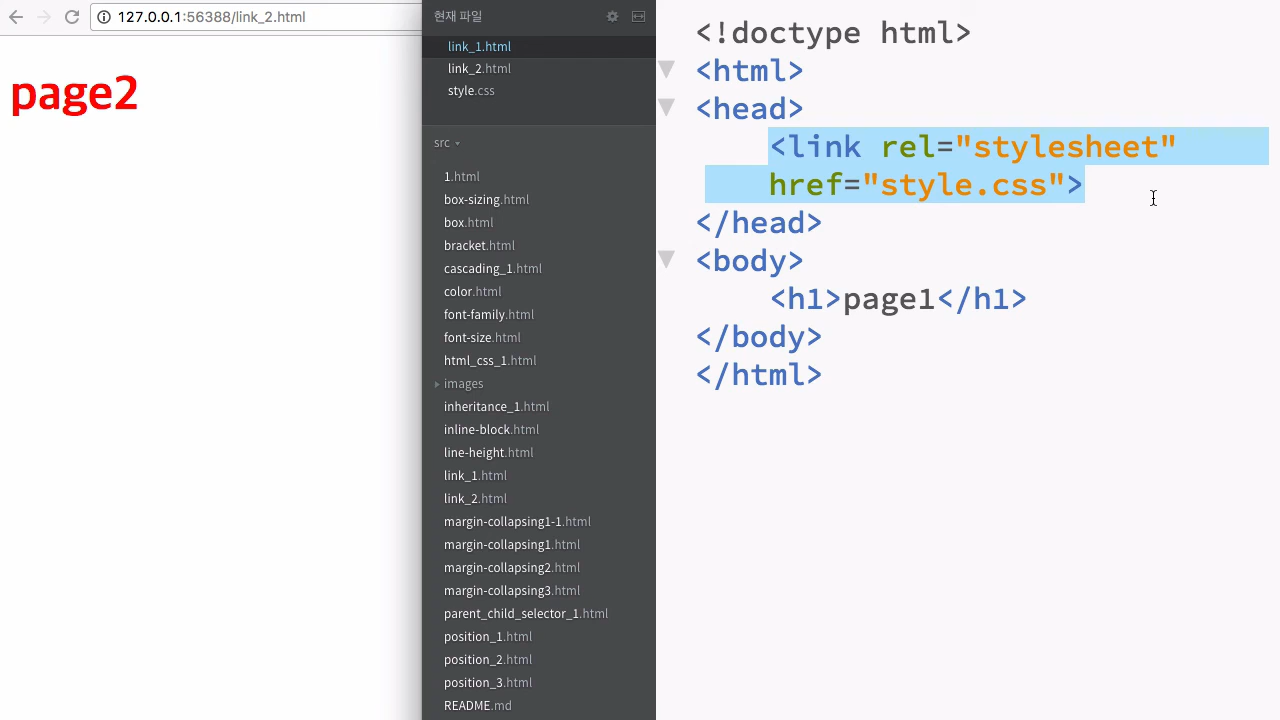 127.0.0.1:56388/link_2.html
page2
현재 파일
link_1.html
link_2.html
style.css
src
1.html
box-sizing.html
box.html
bracket.html
cascading_1.html
color.html
font-family.html
font-size.html
html_css_1.html
images
inheritance_1.html
inline-block.html
line-height.html
link_1.html
link_2.html
margin-collapsing1-1.html
margin-collapsing1.html
margin-collapsing2.html
margin-collapsing3.html
parent_child_selector_1.html
position_1.html
position_2.html
position_3.html
README.md
<!doctype html>
<html>
<head>
<link rel="stylesheet"
href="style.css">
</head>
<body>
<h1>page1</h1>
</body>
</html>